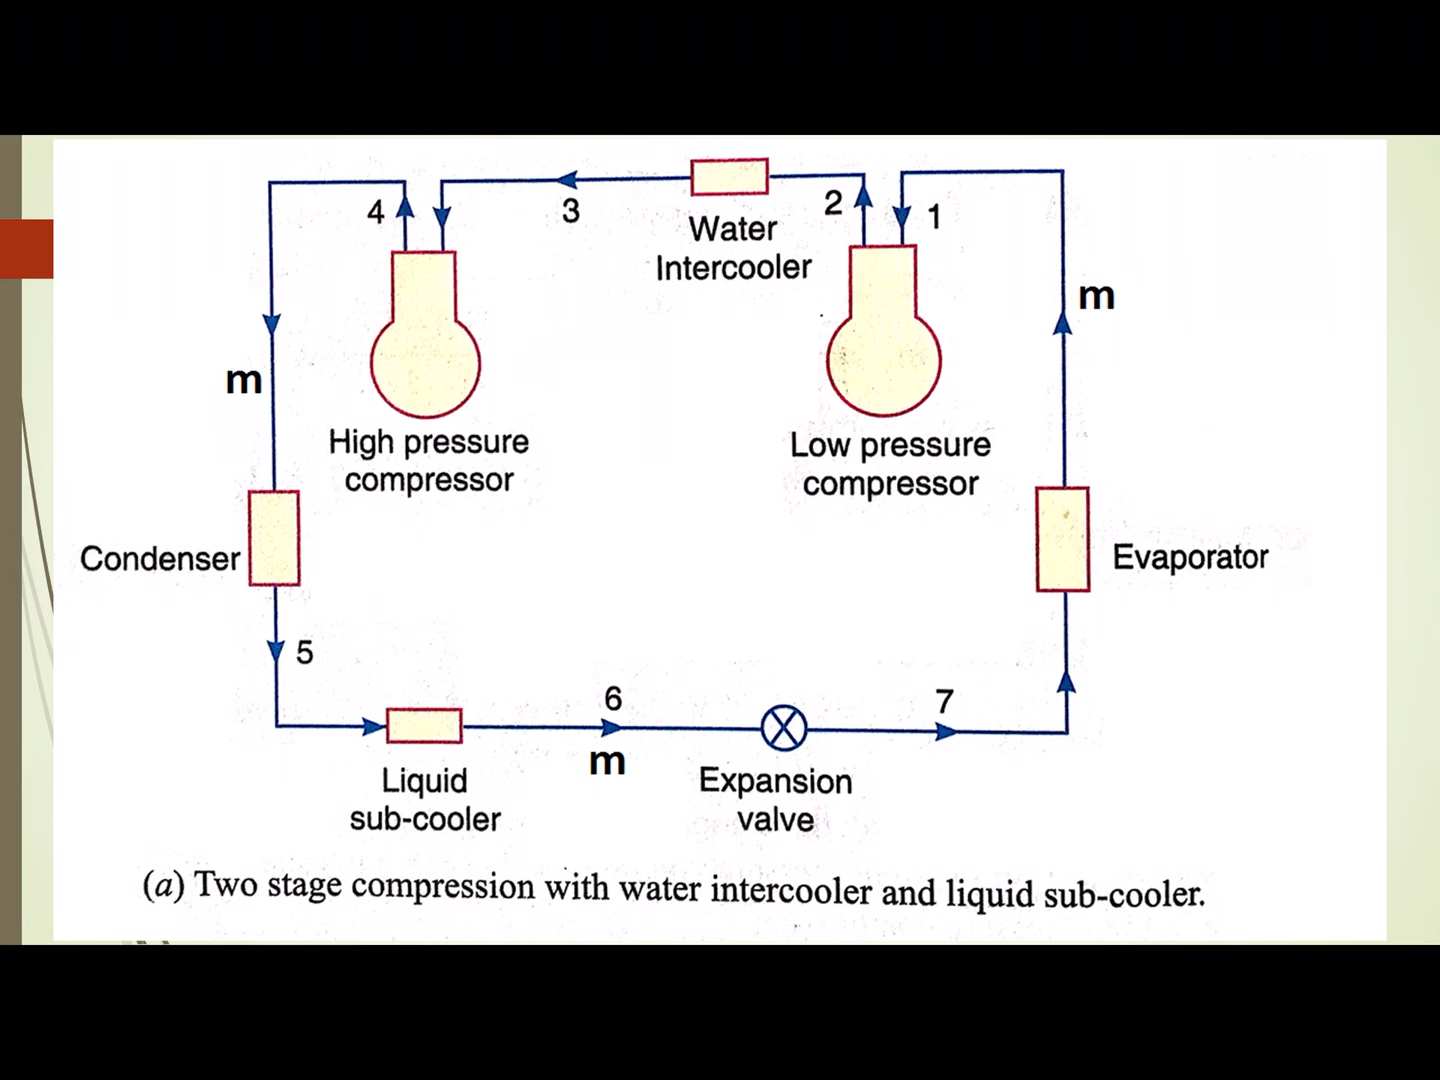 4
3
2
1
Water
Intercooler
m
m
High pressure
compressor
Low pressure
compressor
Condenser
Evaporator
5
6
7
m
Liquid
sub-cooler
Expansion
valve
(a) Two stage compression with water intercooler and liquid sub-cooler.